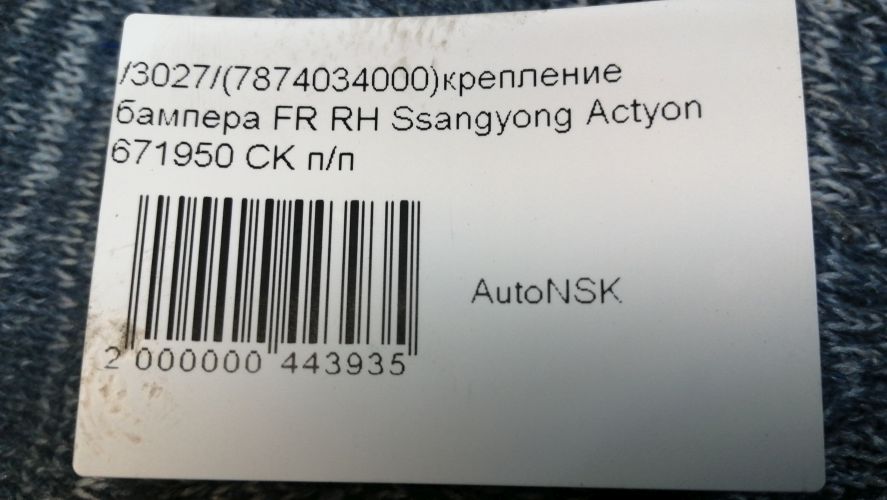 /3027/(7874034000)крепление
бампера FR RH Ssangyong Actyon
671950 СК п/п
AutoNSK
2 000000 443935